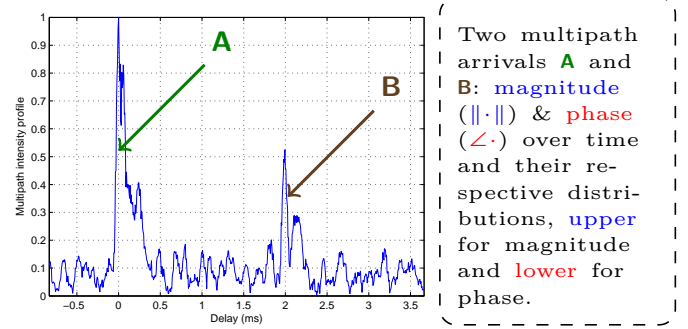 Multipath intensity profile
1
0.9
0.8
0.7
0.6
0.5
0.4
0.3
0.2
0.1
0
A
B
−0.5 0 0.5 1 1.5 2 2.5 3 3.5
Delay (ms)
Two multipath
arrivals A and
B: magnitude
(‖·‖) & phase
(∠·) over time
and their re-
spective distri-
butions, upper
for magnitude
and lower for
phase.